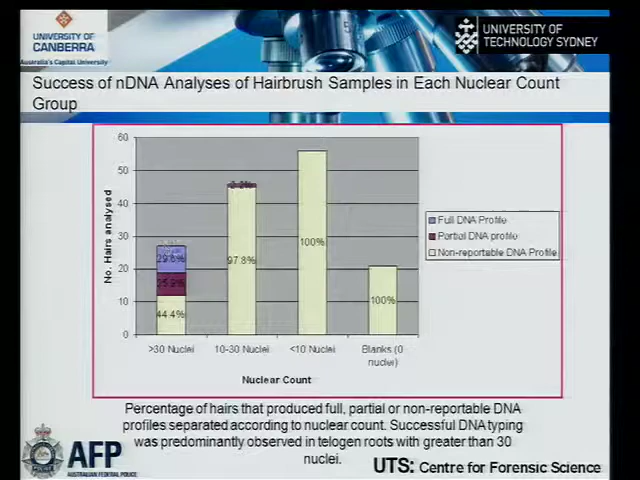 UNIVERSITY OF
CANBERRA
Australia's Capital University
UNIVERSITY OF
TECHNOLOGY SYDNEY
Success of nDNA Analyses of Hairbrush Samples in Each Nuclear Count
Group
60
50
40
30
20
10
0
No. Hairs analysed
29.6%
25.9%
44.4%
2.2%
97.8%
100%
100%
>30 Nuclei
10-30 Nuclei
<10 Nuclei
Blanks (0
nuclei)
Nuclear Count
Full DNA Profile
Partial DNA profile
Non-reportable DNA Profile
Percentage of hairs that produced full, partial or non-reportable DNA
profiles separated according to nuclear count. Successful DNA typing
was predominantly observed in telogen roots with greater than 30
nuclei.
AFP
AUSTRALIAN FEDERAL POLICE
UTS: Centre for Forensic Science